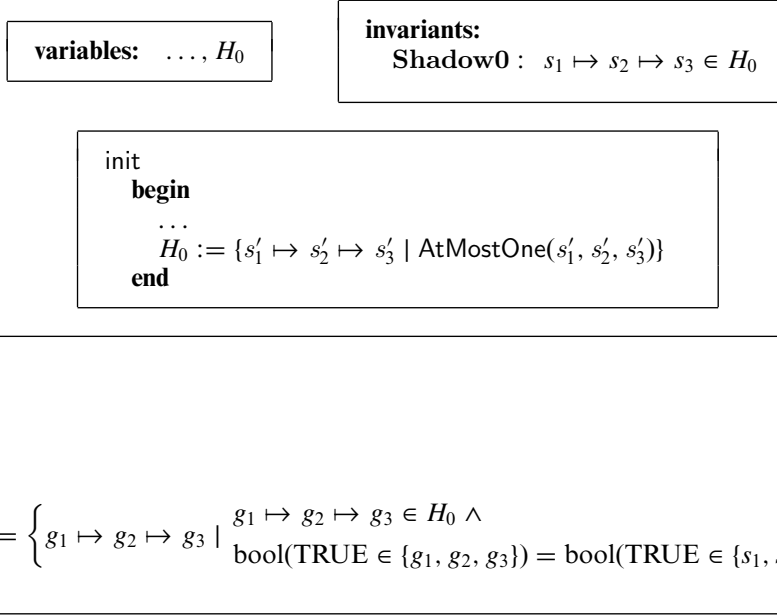 variables: …, H₀
invariants:
Shadow0 : s₁ ↦ s₂ ↦ s₃ ∈ H₀
init
begin
…
H₀ := {s′₁ ↦ s′₂ ↦ s′₃ | AtMostOne(s′₁, s′₂, s′₃)}
end
g₁ ↦ g₂ ↦ g₃ ∈ H₀ ∧
= { g₁ ↦ g₂ ↦ g₃ |
bool(TRUE ∈ {g₁, g₂, g₃}) = bool(TRUE ∈ {s₁,